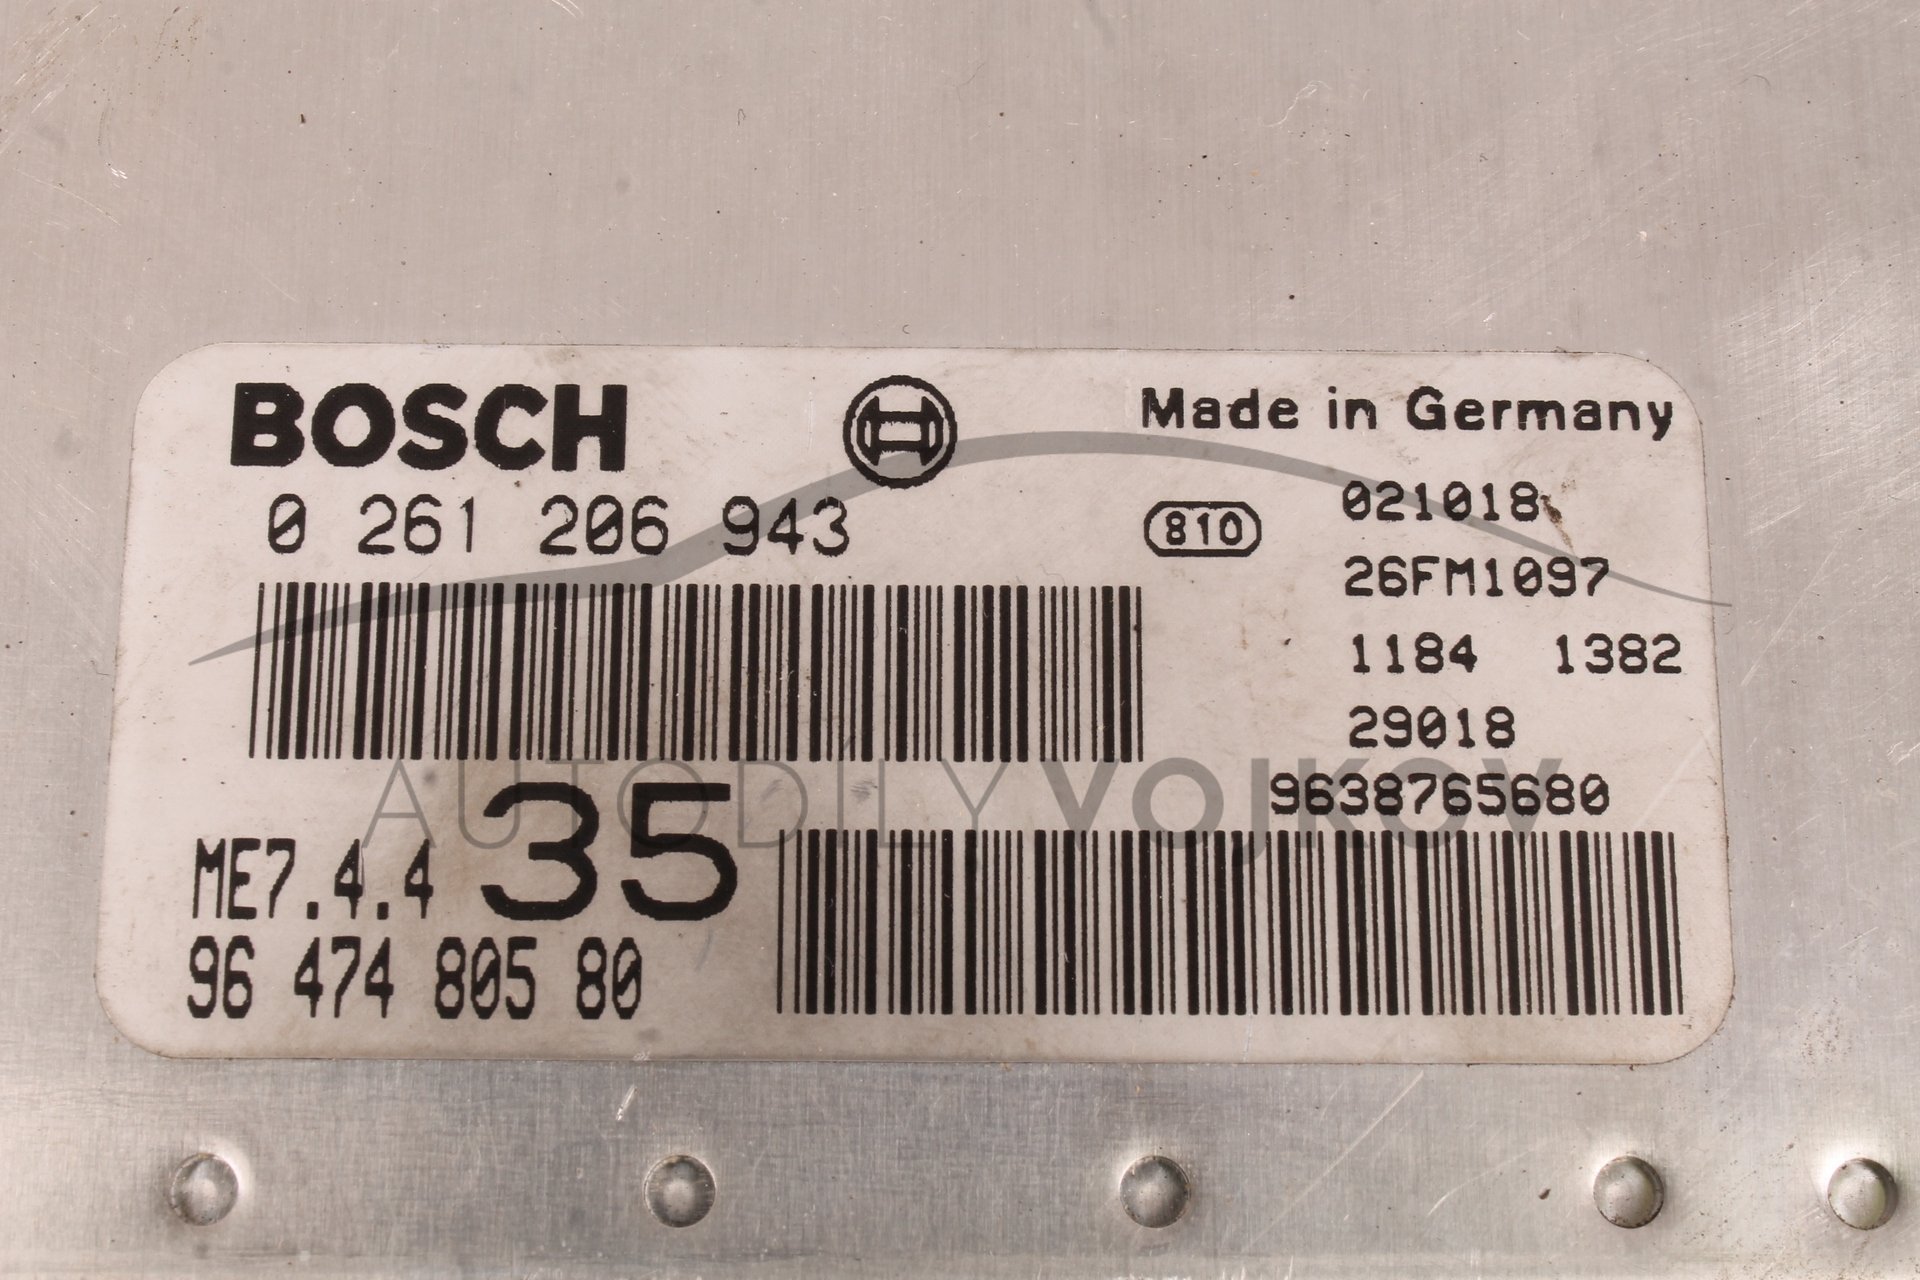 BOSCH
Made in Germany
0 261 206 943
810
021018
26FM1097
1184 1382
29018
AUTODÍLY VOJKOV
9638765680
ME7.4.4 35
96 474 805 80